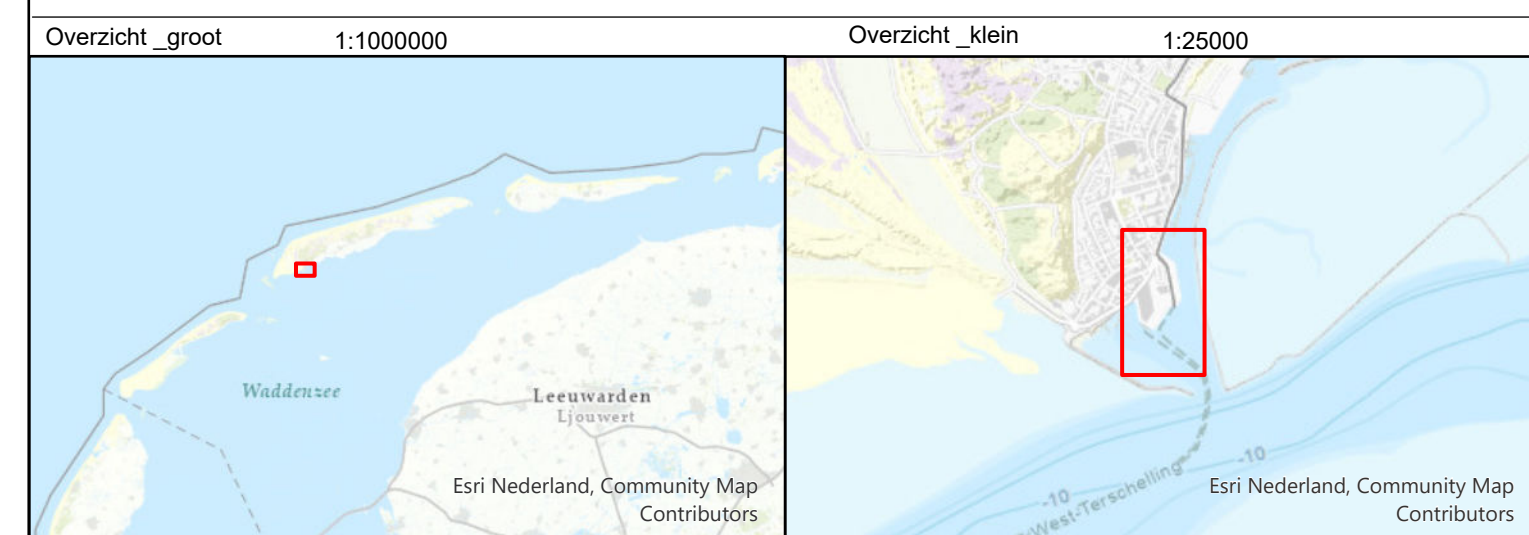 Overzicht _groot 1:1000000
Overzicht _klein 1:25000
Waddenzee
Leeuwarden
Ljouwert
Esri Nederland, Community Map
Contributors
-10
-10
West-Terschelling
Esri Nederland, Community Map
Contributors